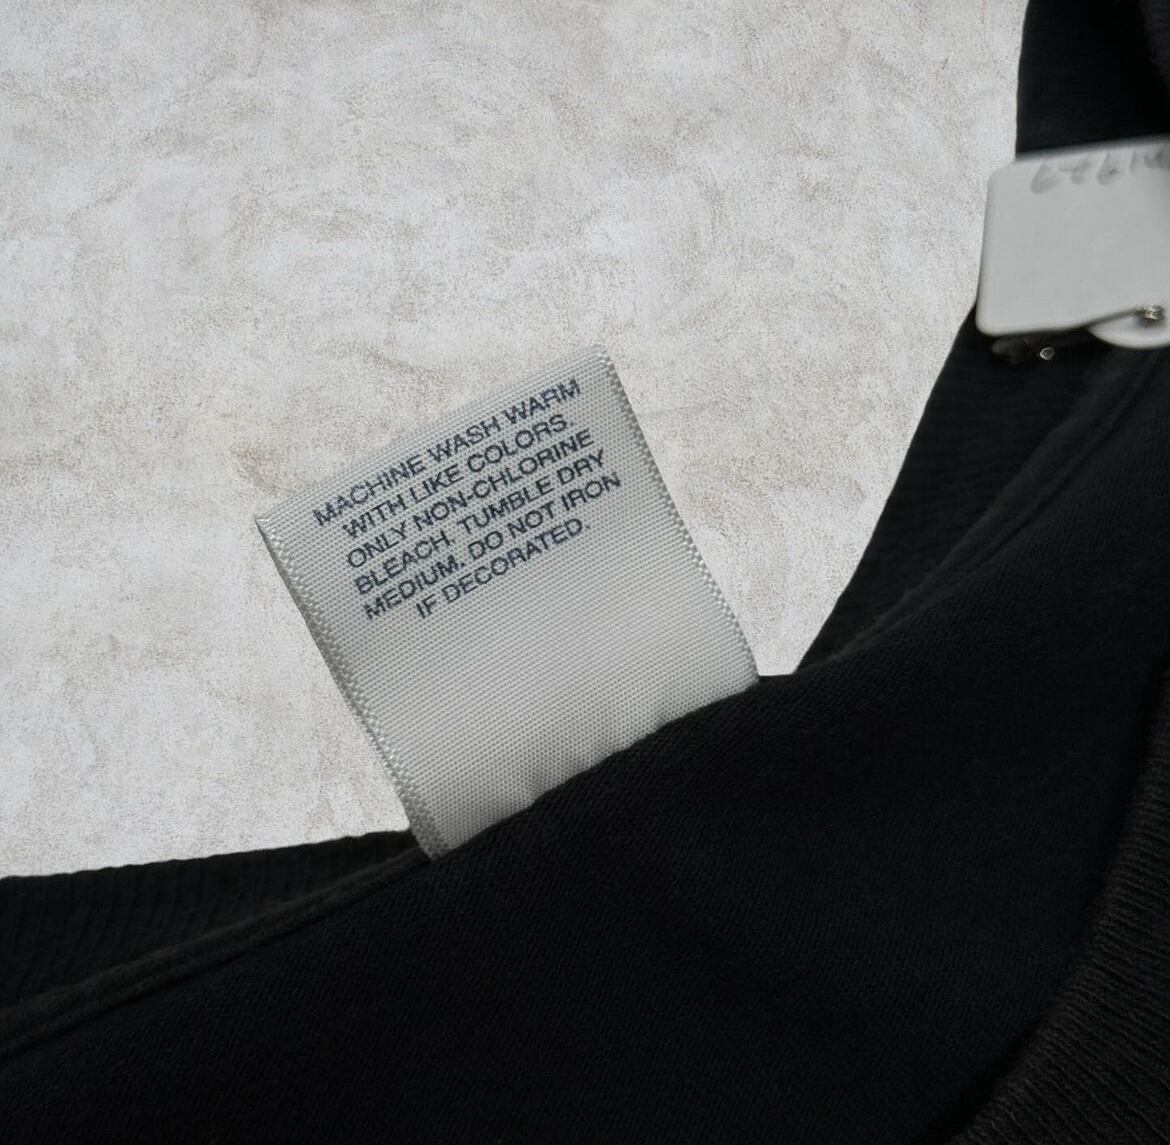 MACHINE WASH WARM
WITH LIKE COLORS
ONLY NON-CHLORINE
BLEACH. TUMBLE DRY
MEDIUM. DO NOT IRON
IF DECORATED.